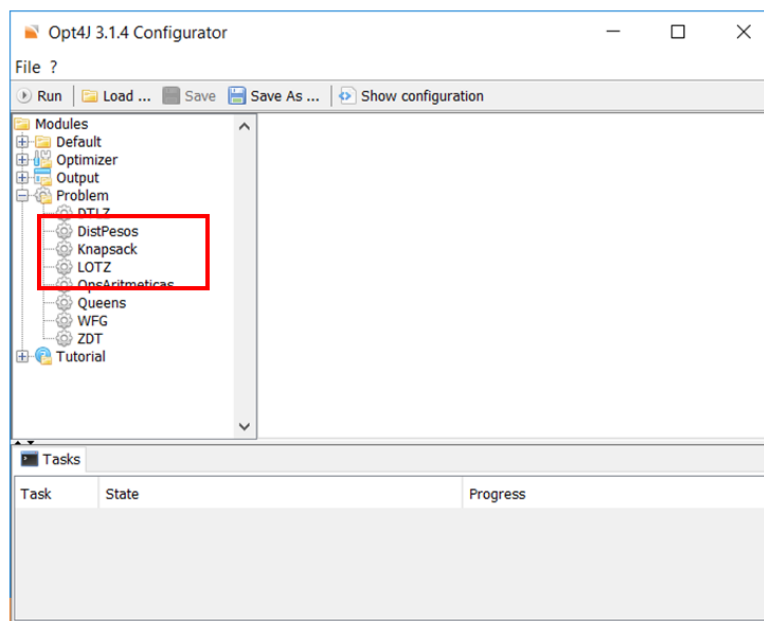 Opt4J 3.1.4 Configurator
File ?
Run Load ... Save Save As ... Show configuration
Modules
Default
Optimizer
Output
Problem
DTLZ
DistPesos
Knapsack
LOTZ
OpsAritmeticas
Queens
WFG
ZDT
Tutorial
Tasks
Task State Progress